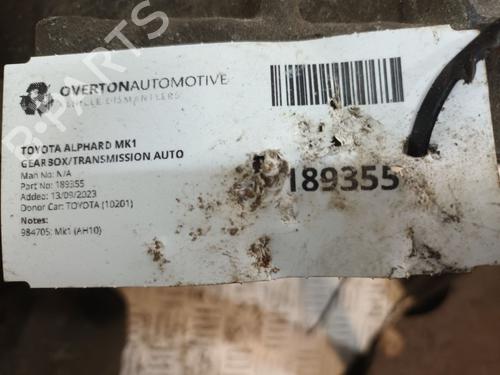 OVERTONAUTOMOTIVE
VEHICLE DISMANTLERS
TOYOTA ALPHARD MK1
GEARBOX/TRANSMISSION AUTO
Man No: N/A
Part No: 189355
Added: 13/09/2023
Donor Car: TOYOTA (10201)
Notes:
984705; Mk1 (AH10)
189355